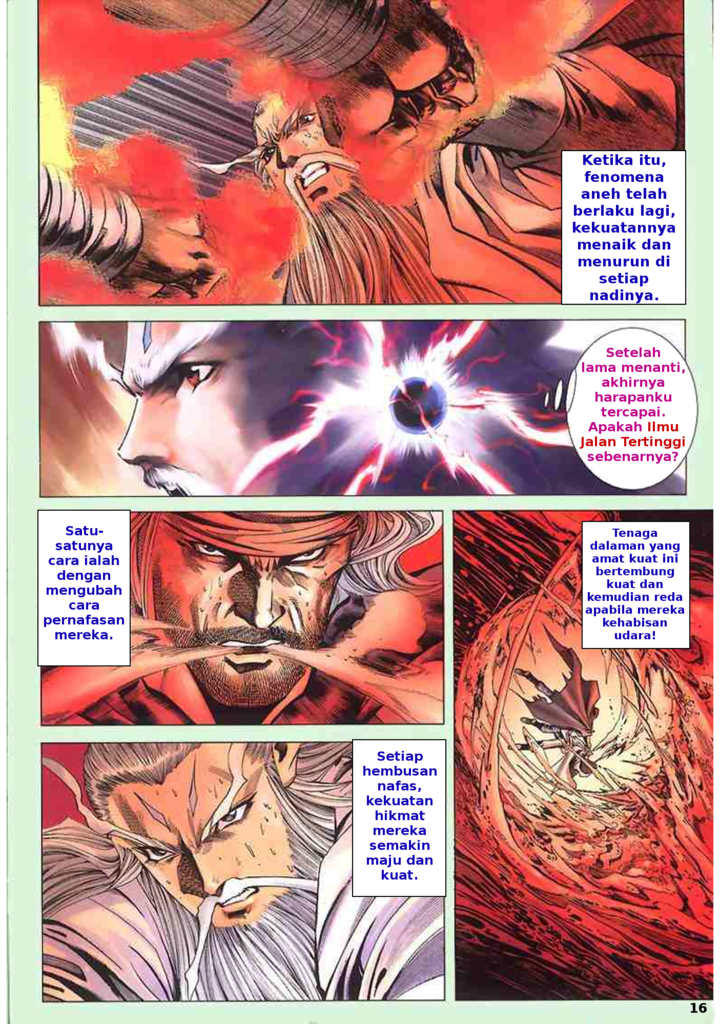 Ketika itu,
fenomena
aneh telah
berlaku lagi,
kekuatannya
menaik dan
menurun di
setiap
nadinya.
Setelah
lama menanti,
akhirnya
harapanku
tercapai.
Apakah Ilmu
Jalan Tertinggi
sebenarnya?
Satu-
satunya
cara ialah
dengan
mengubah
cara
pernafasan
mereka.
Tenaga
dalaman yang
amat kuat ini
bertembung
kuat dan
kemudian reda
apabila mereka
kehabisan
udara!
Setiap
hembusan
nafas,
kekuatan
hikmat
mereka
semakin
maju dan
kuat.
16